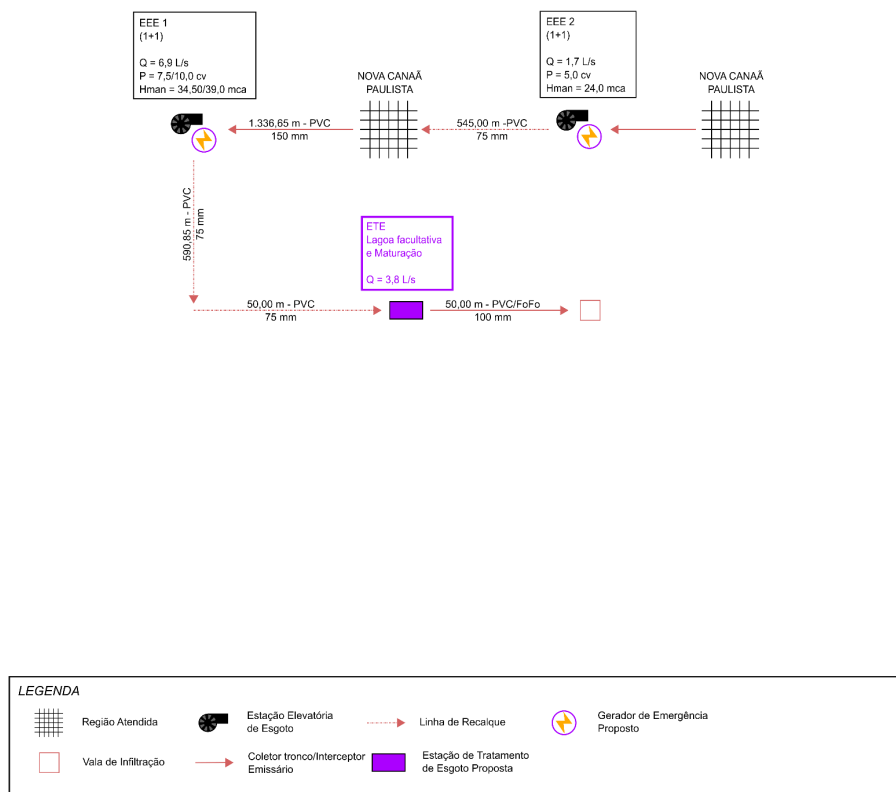 EEE 1
(1+1)
Q = 6,9 L/s
P = 7,5/10,0 cv
Hman = 34,50/39,0 mca
EEE 2
(1+1)
Q = 1,7 L/s
P = 5,0 cv
Hman = 24,0 mca
NOVA CANAÃ
PAULISTA
NOVA CANAÃ
PAULISTA
1.336,65 m - PVC
150 mm
545,00 m -PVC
75 mm
590,85 m - PVC
75 mm
ETE
Lagoa facultativa
e Maturação
Q = 3,8 L/s
50,00 m - PVC
75 mm
50,00 m - PVC/FoFo
100 mm
LEGENDA
Região Atendida
Estação Elevatória
de Esgoto
Linha de Recalque
Gerador de Emergência
Proposto
Vala de Infiltração
Coletor tronco/Interceptor
Emissário
Estação de Tratamento
de Esgoto Proposta